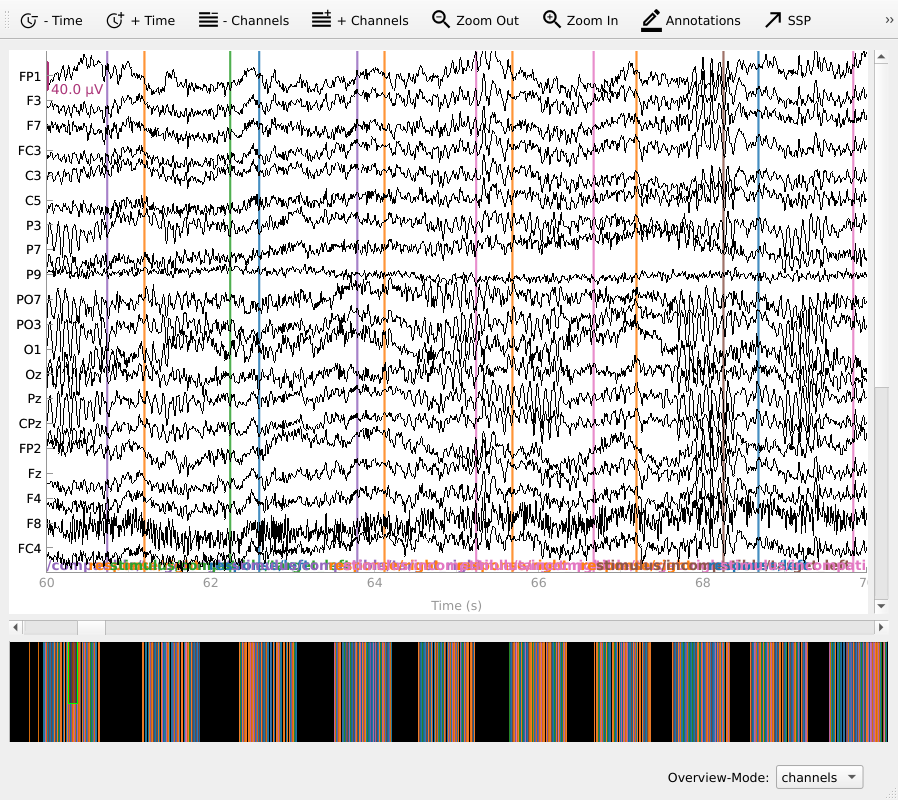 - Time + Time - Channels + Channels Zoom Out Zoom In Annotations SSP »
40.0 µV
FP1
F3
F7
FC3
C3
C5
P3
P7
P9
PO7
PO3
O1
Oz
Pz
CPz
FP2
Fz
F4
F8
FC4
60 62 64 66 68
Time (s)
Overview-Mode: channels